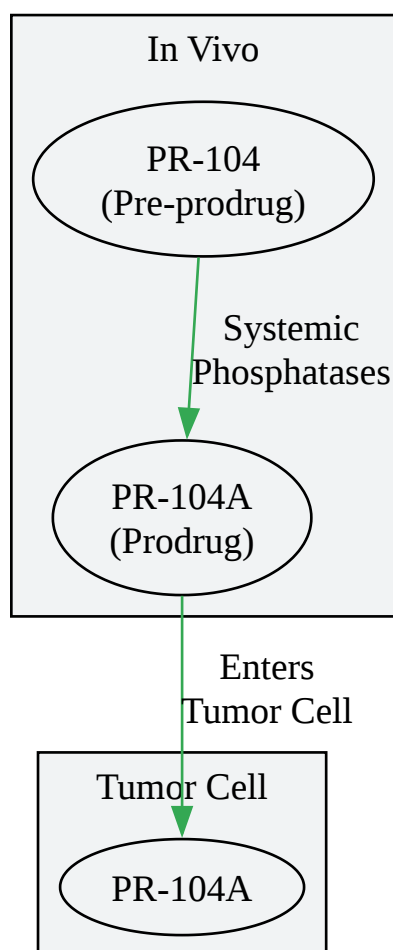 In Vivo
PR-104
(Pre-prodrug)
Systemic
Phosphatases
PR-104A
(Prodrug)
Enters
Tumor Cell
Tumor Cell
PR-104A